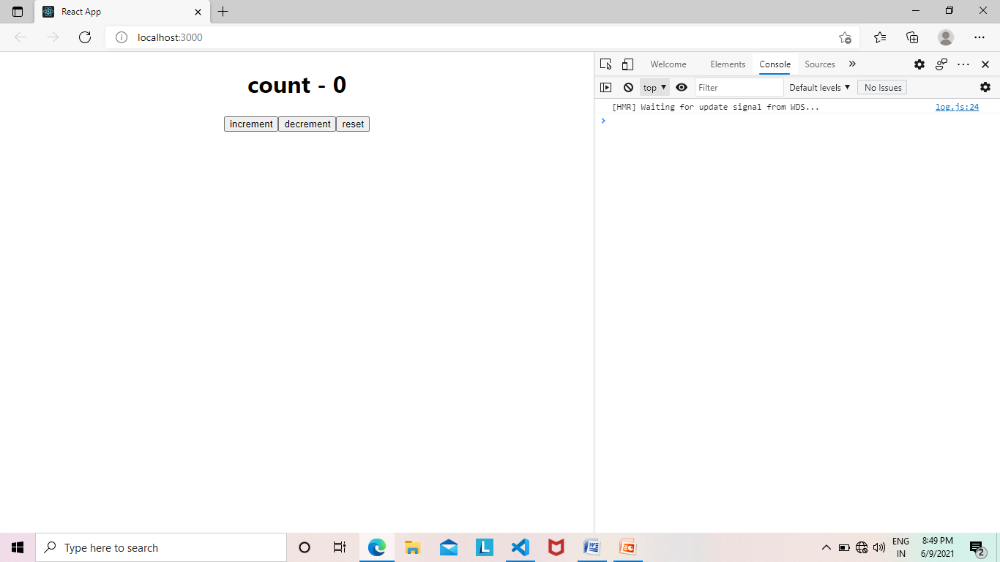 React App
localhost:3000
count - 0
increment decrement reset
Welcome Elements Console Sources
top Filter Default levels No Issues
[HMR] Waiting for update signal from WDS... log.js:24
Type here to search
L
W
ENG
IN
8:49 PM
6/9/2021
2